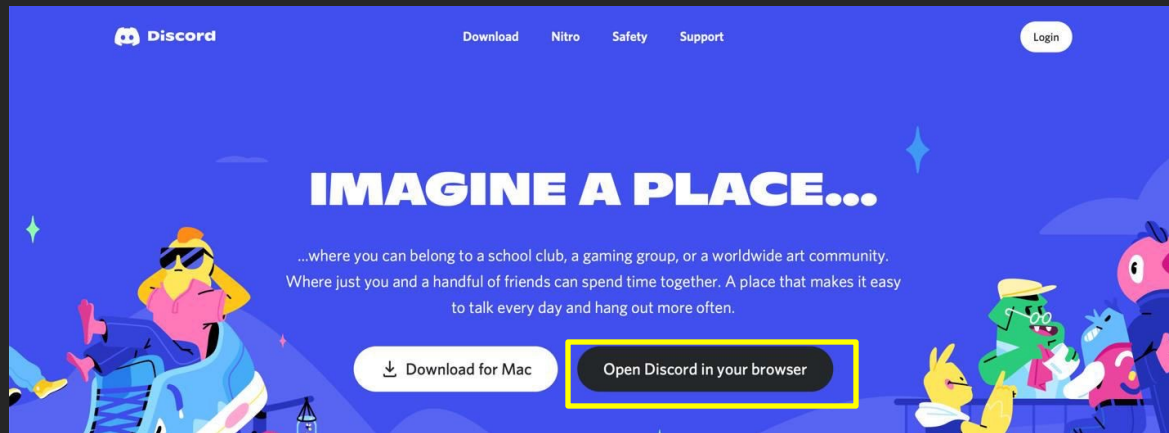 Discord
Download Nitro Safety Support
Login
IMAGINE A PLACE...
...where you can belong to a school club, a gaming group, or a worldwide art community.
Where just you and a handful of friends can spend time together. A place that makes it easy
to talk every day and hang out more often.
Download for Mac
Open Discord in your browser